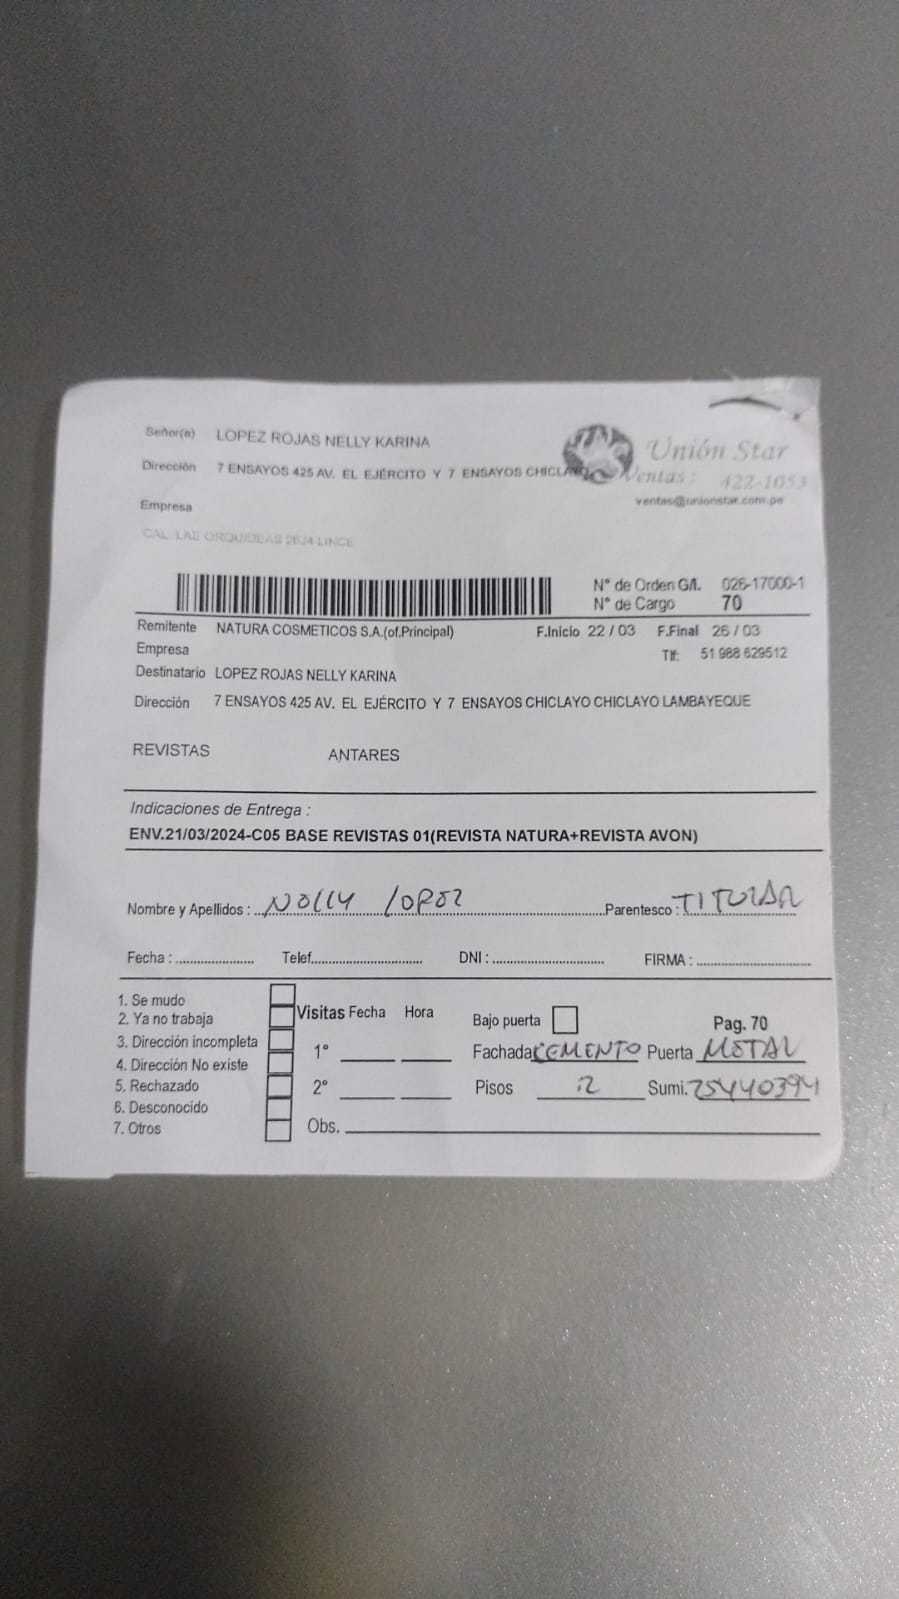 Señor(a) LOPEZ ROJAS NELLY KARINA
Unión Star
Dirección 7 ENSAYOS 425 AV. EL EJÉRCITO Y 7 ENSAYOS CHICLAYO
Ventas: 422-1053
ventas@unionstar.com.pe
Empresa
CAL. LAS ORQUIDEAS 2634 LINCE
N° de Orden G/l. 026-17000-1
N° de Cargo 70
Remitente NATURA COSMETICOS S.A.(of.Principal) F.Inicio 22 / 03 F.Final 26 / 03
Empresa Tlf: 51 988 629512
Destinatario LOPEZ ROJAS NELLY KARINA
Dirección 7 ENSAYOS 425 AV. EL EJÉRCITO Y 7 ENSAYOS CHICLAYO CHICLAYO LAMBAYEQUE
REVISTAS ANTARES
Indicaciones de Entrega :
ENV.21/03/2024-C05 BASE REVISTAS 01(REVISTA NATURA+REVISTA AVON)
Nombre y Apellidos : NOLLY LOPEZ Parentesco : TITULAR
Fecha : Telef. DNI : FIRMA :
1. Se mudo
2. Ya no trabaja
3. Dirección incompleta
4. Dirección No existe
5. Rechazado
6. Desconocido
7. Otros
Visitas Fecha Hora
1°
2°
Obs.
Bajo puerta Pag. 70
Fachada CEMENTO Puerta METAL
Pisos 2 Sumi. 25440394